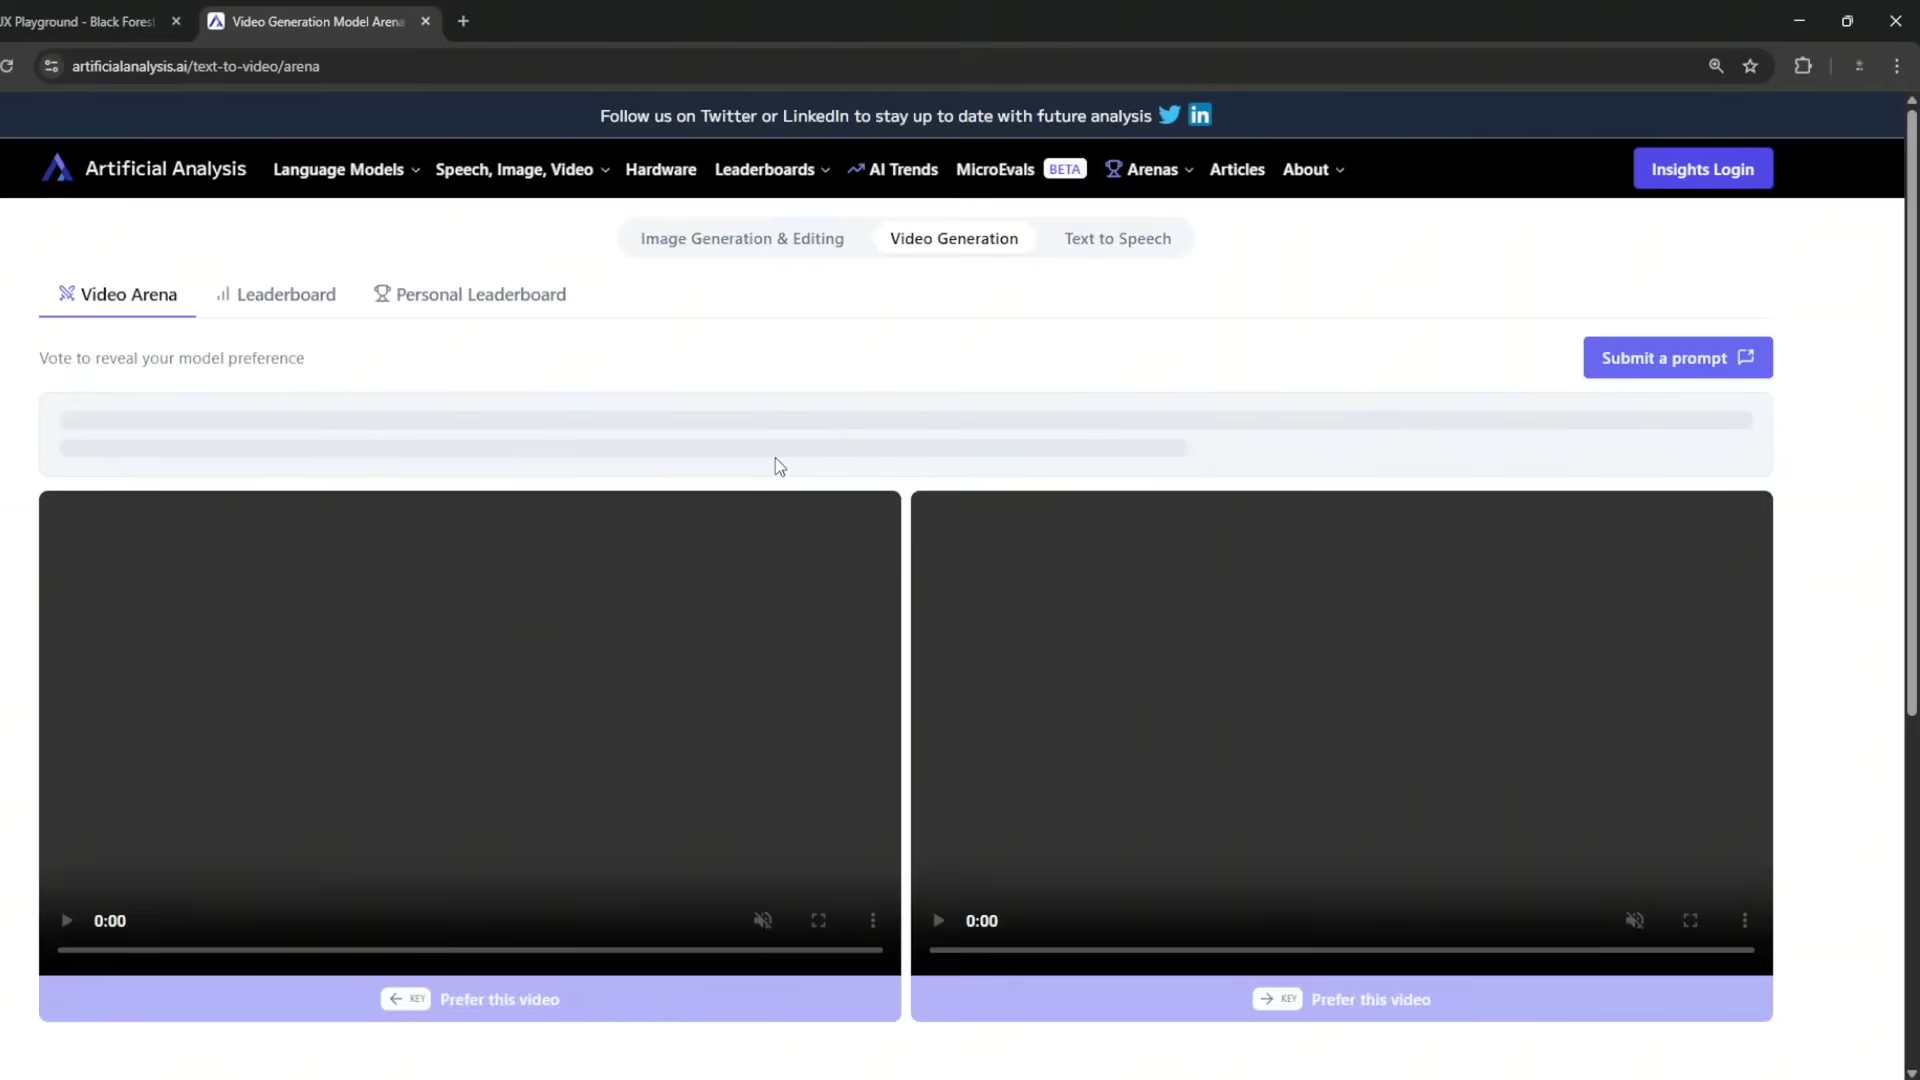 UX Playground - Black Forest
Video Generation Model Arena
artificialanalysis.ai/text-to-video/arena
Follow us on Twitter or LinkedIn to stay up to date with future analysis
Artificial Analysis Language Models Speech, Image, Video Hardware Leaderboards AI Trends MicroEvals BETA Arenas Articles About Insights Login
Image Generation & Editing Video Generation Text to Speech
Video Arena Leaderboard Personal Leaderboard
Vote to reveal your model preference Submit a prompt
0:00 0:00
← KEY Prefer this video → KEY Prefer this video